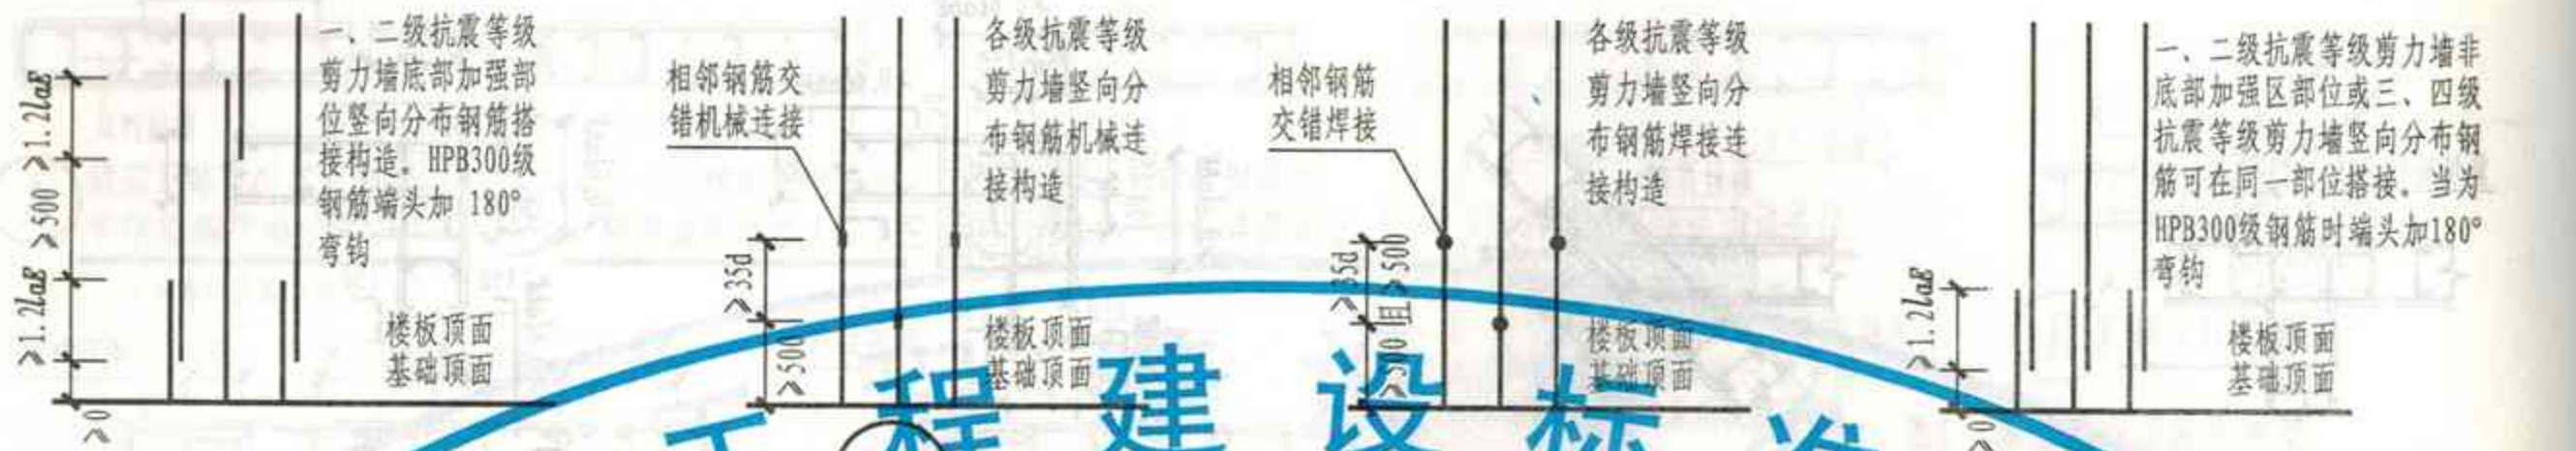 一、二级抗震等级
剪力墙底部加强部
位竖向分布钢筋搭
接构造。HPB300级
钢筋端头加 180°
弯钩
≥1.2laE
≥500
≥1.2laE
≥0
楼板顶面
基础顶面
相邻钢筋交
错机械连接
各级抗震等级
剪力墙竖向分
布钢筋机械连
接构造
≥35d
≥500
楼板顶面
基础顶面
相邻钢筋
交错焊接
各级抗震等级
剪力墙竖向分
布钢筋焊接连
接构造
≥35d
且≥500
≥500
楼板顶面
基础顶面
一、二级抗震等级剪力墙非
底部加强区部位或三、四级
抗震等级剪力墙竖向分布钢
筋可在同一部位搭接。当为
HPB300级钢筋时端头加180°
弯钩
≥1.2laE
≥0
楼板顶面
基础顶面
工程建设标准